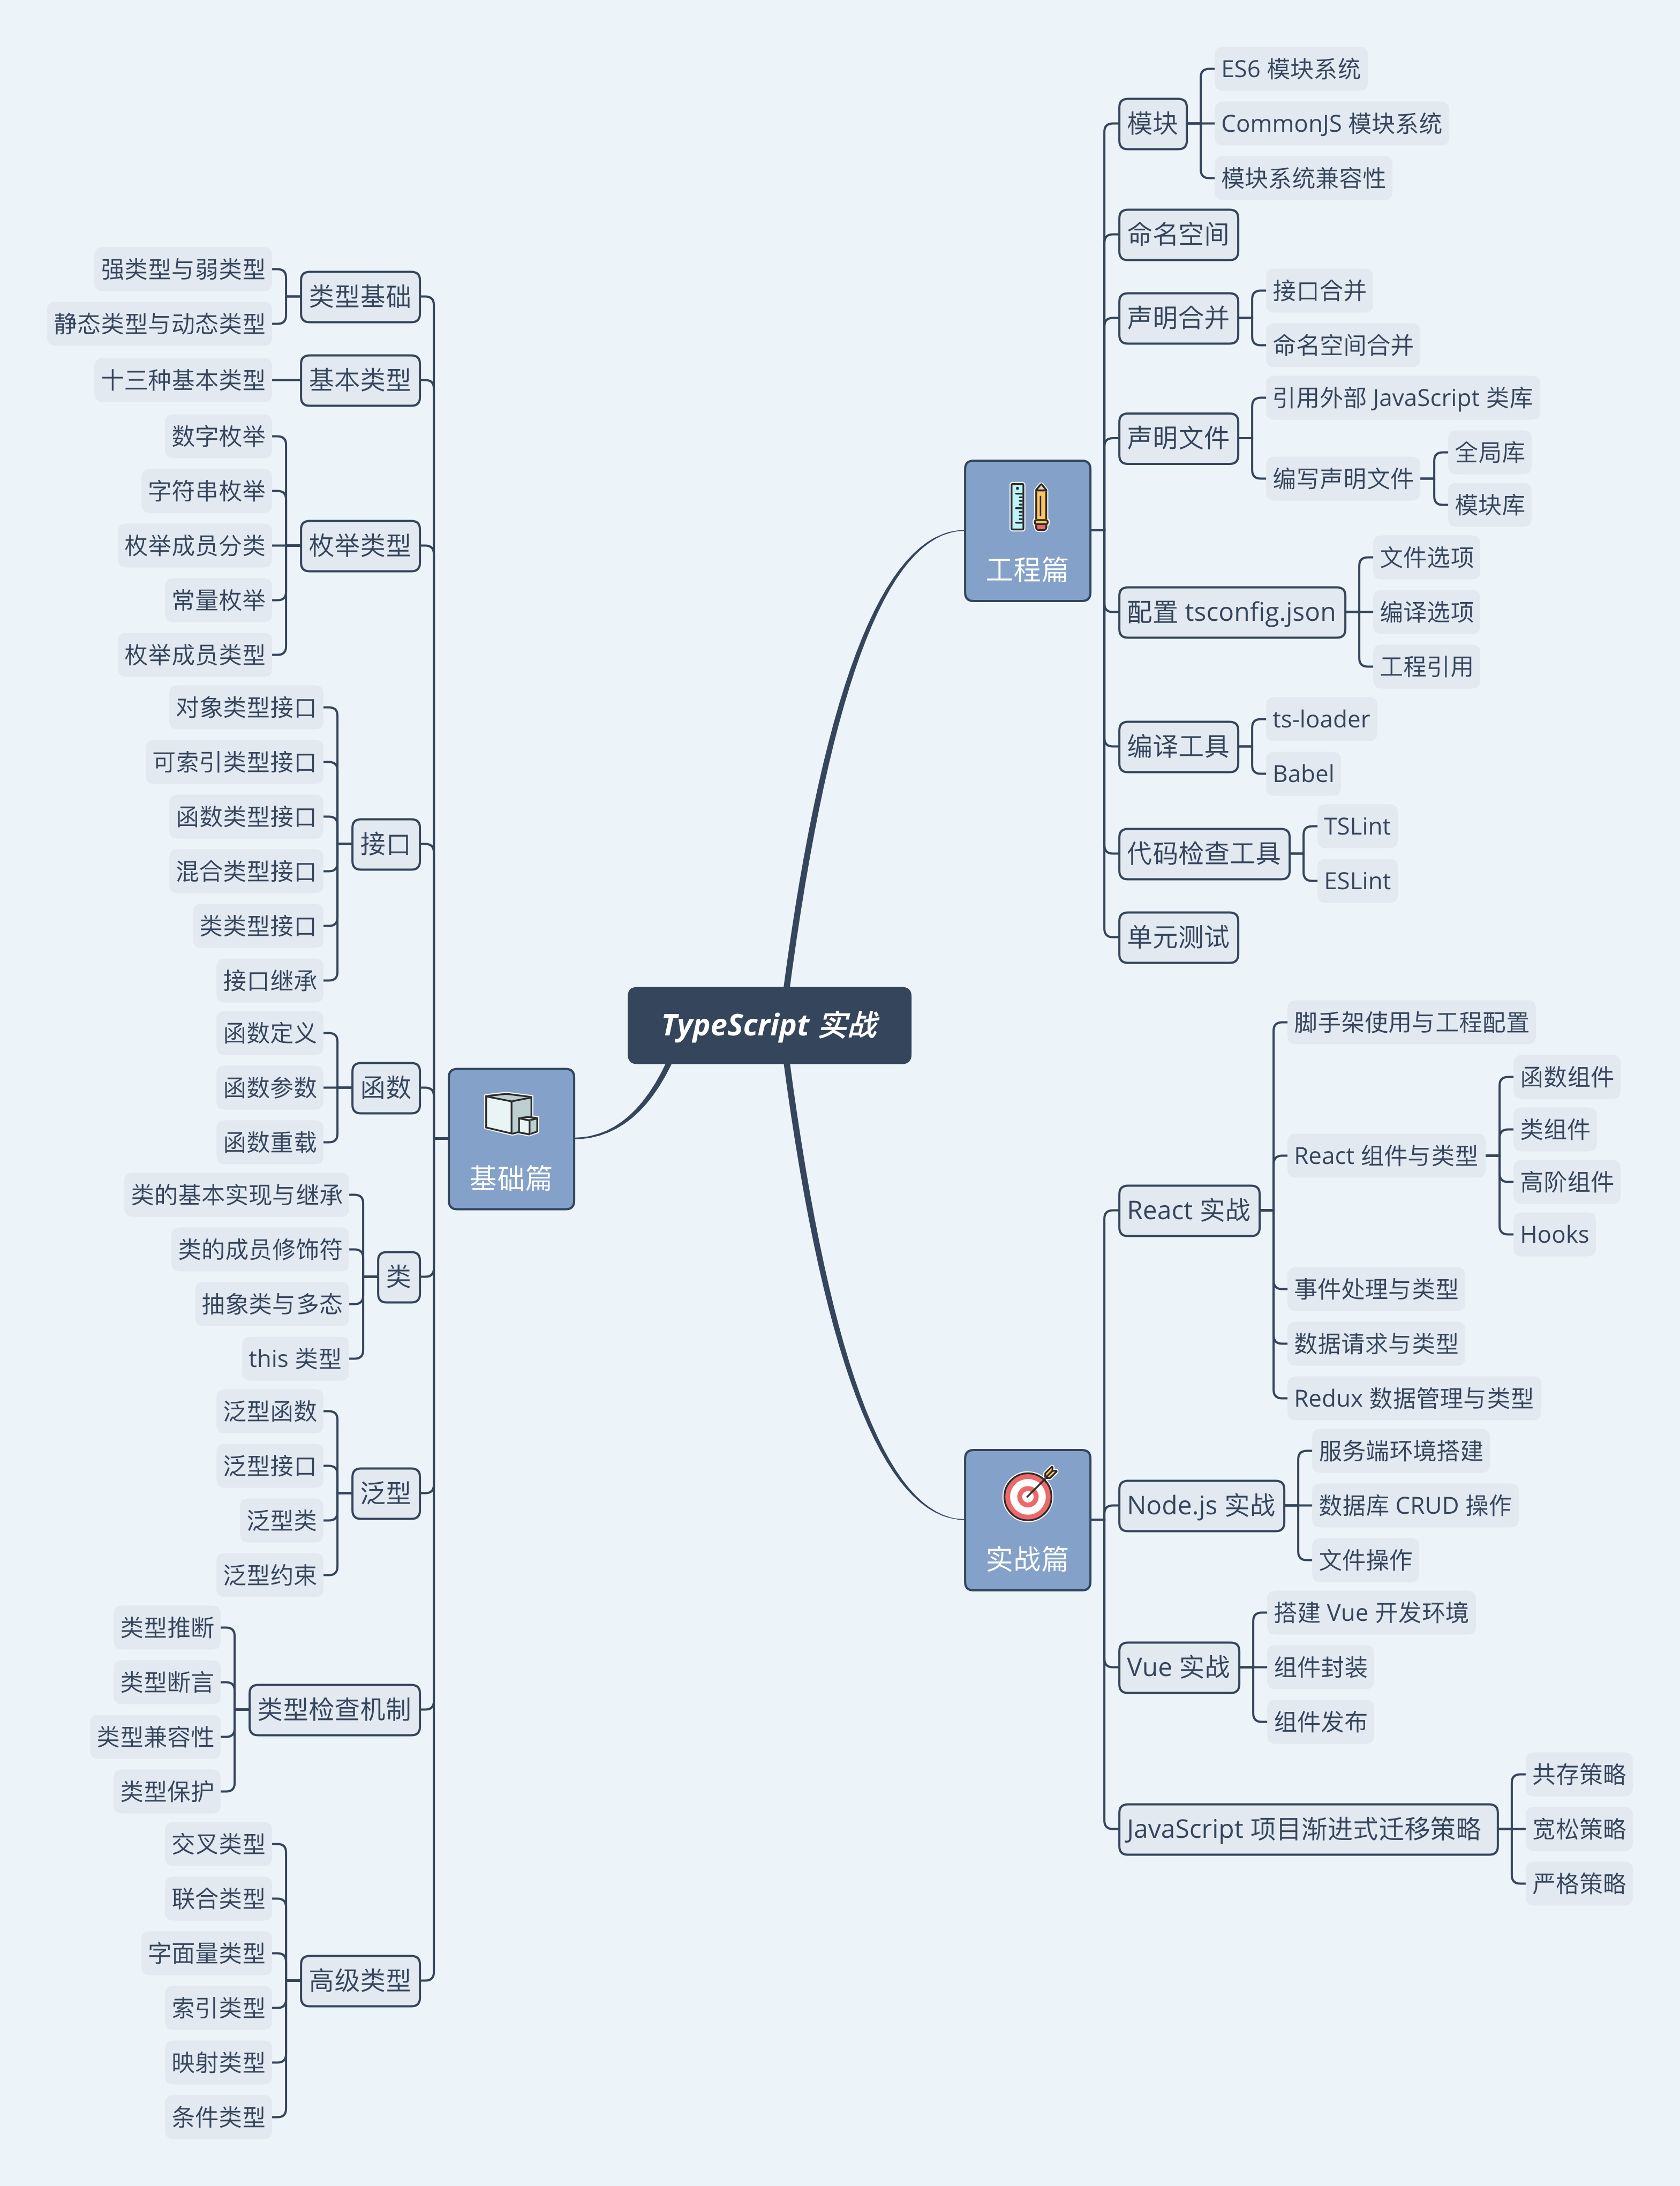 TypeScript 实战
基础篇
类型基础
强类型与弱类型
静态类型与动态类型
基本类型
十三种基本类型
枚举类型
数字枚举
字符串枚举
枚举成员分类
常量枚举
枚举成员类型
接口
对象类型接口
可索引类型接口
函数类型接口
混合类型接口
类类型接口
接口继承
函数
函数定义
函数参数
函数重载
类
类的基本实现与继承
类的成员修饰符
抽象类与多态
this 类型
泛型
泛型函数
泛型接口
泛型类
泛型约束
类型检查机制
类型推断
类型断言
类型兼容性
类型保护
高级类型
交叉类型
联合类型
字面量类型
索引类型
映射类型
条件类型
工程篇
模块
ES6 模块系统
CommonJS 模块系统
模块系统兼容性
命名空间
声明合并
接口合并
命名空间合并
声明文件
引用外部 JavaScript 类库
编写声明文件
全局库
模块库
配置 tsconfig.json
文件选项
编译选项
工程引用
编译工具
ts-loader
Babel
代码检查工具
TSLint
ESLint
单元测试
实战篇
React 实战
脚手架使用与工程配置
React 组件与类型
函数组件
类组件
高阶组件
Hooks
事件处理与类型
数据请求与类型
Redux 数据管理与类型
Node.js 实战
服务端环境搭建
数据库 CRUD 操作
文件操作
Vue 实战
搭建 Vue 开发环境
组件封装
组件发布
JavaScript 项目渐进式迁移策略
共存策略
宽松策略
严格策略